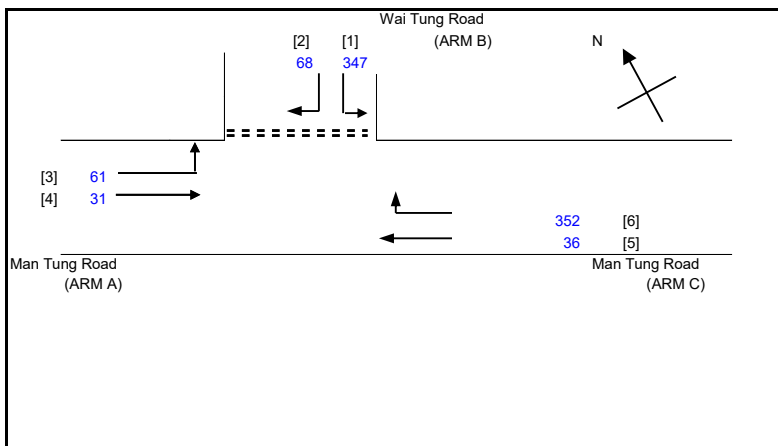 Wai Tung Road
[2] [1] (ARM B) N
68 347
[3] 61
[4] 31
352 [6]
36 [5]
Man Tung Road Man Tung Road
(ARM A) (ARM C)